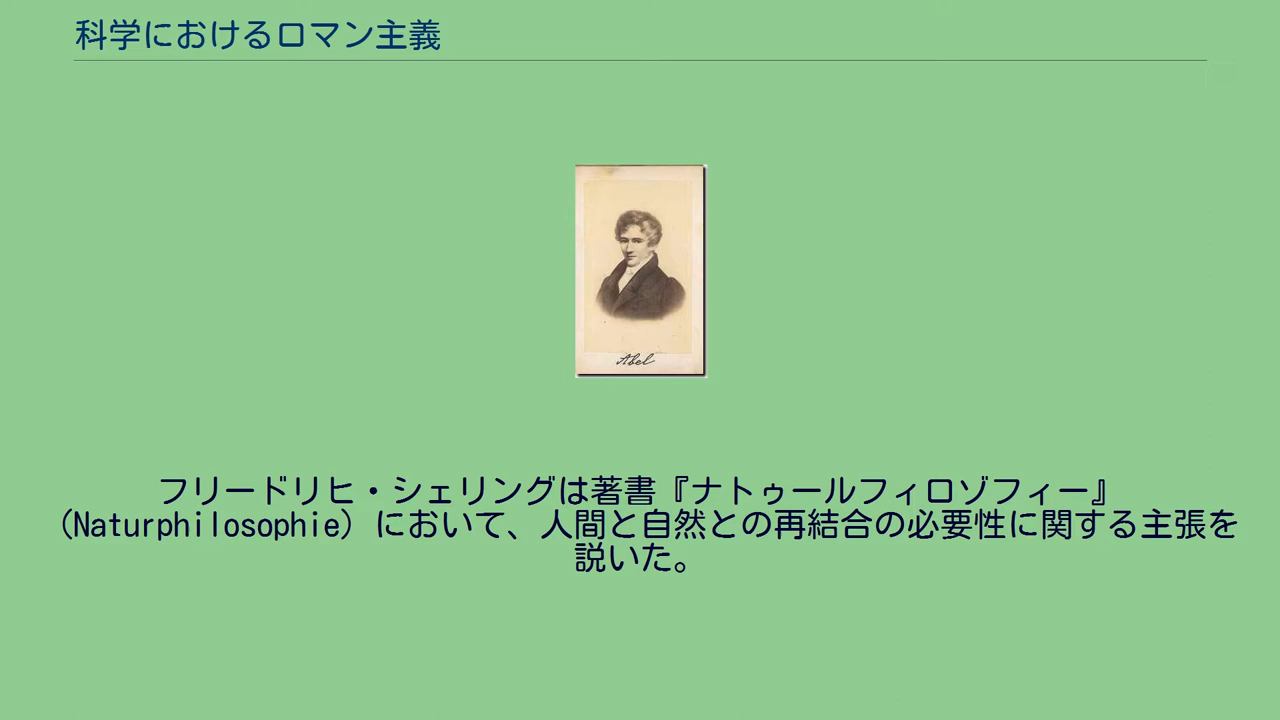 科学におけるロマン主義
Abel
フリードリヒ・シェリングは著書『ナトゥールフィロゾフィー』
(Naturphilosophie) において、人間と自然との再結合の必要性に関する主張を
説いた。